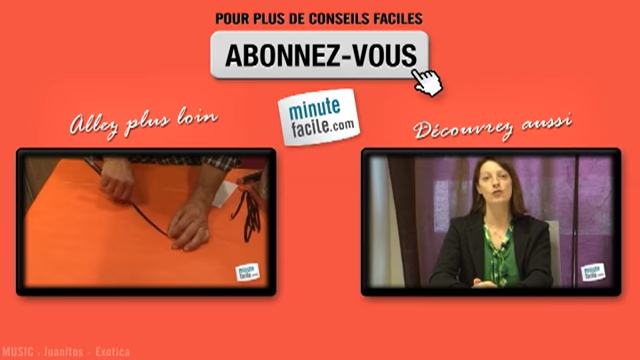 POUR PLUS DE CONSEILS FACILES
ABONNEZ-VOUS
minute
facile.com
Allez plus loin
Découvrez aussi
minute
facile.com
minute
facile.com
MUSIC - Juanitos - Exotica